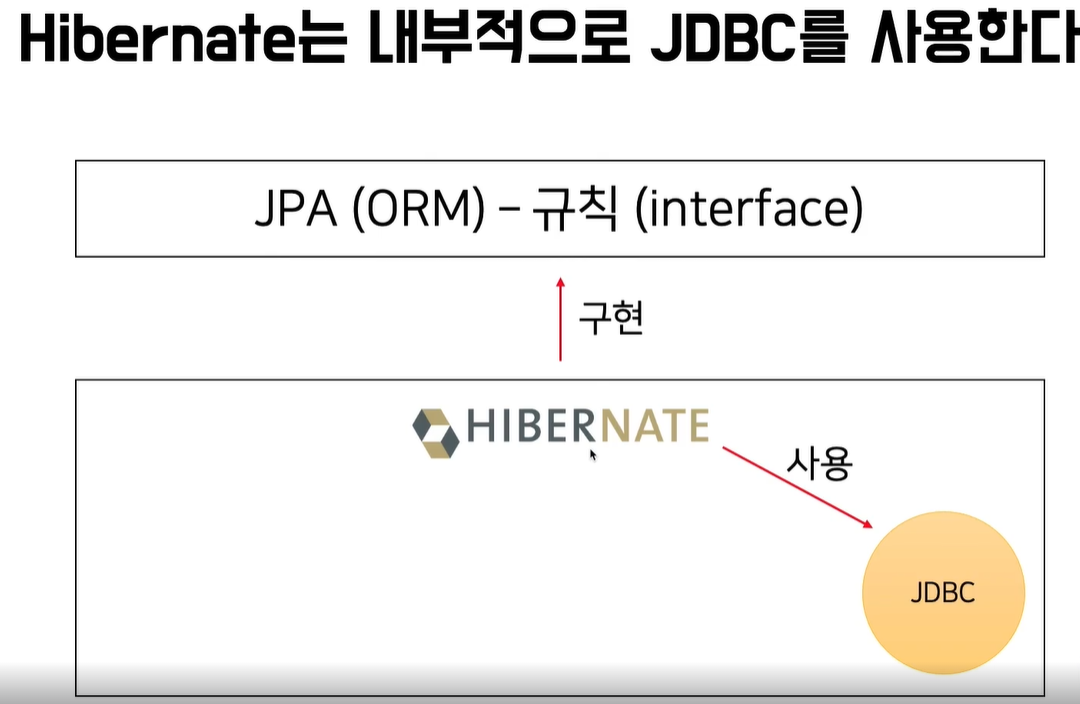 Hibernate는 내부적으로 JDBC를 사용한다
JPA (ORM) – 규칙 (interface)
구현
HIBERNATE
사용
JDBC